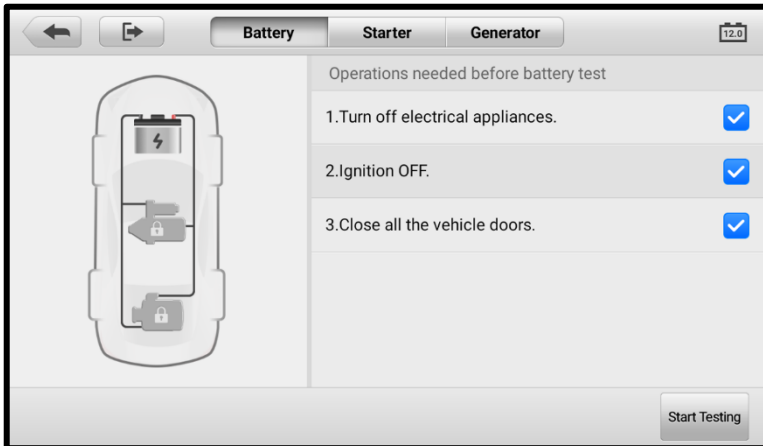 Battery
Starter
Generator
12.0
Operations needed before battery test
1.Turn off electrical appliances.
2.Ignition OFF.
3.Close all the vehicle doors.
Start Testing